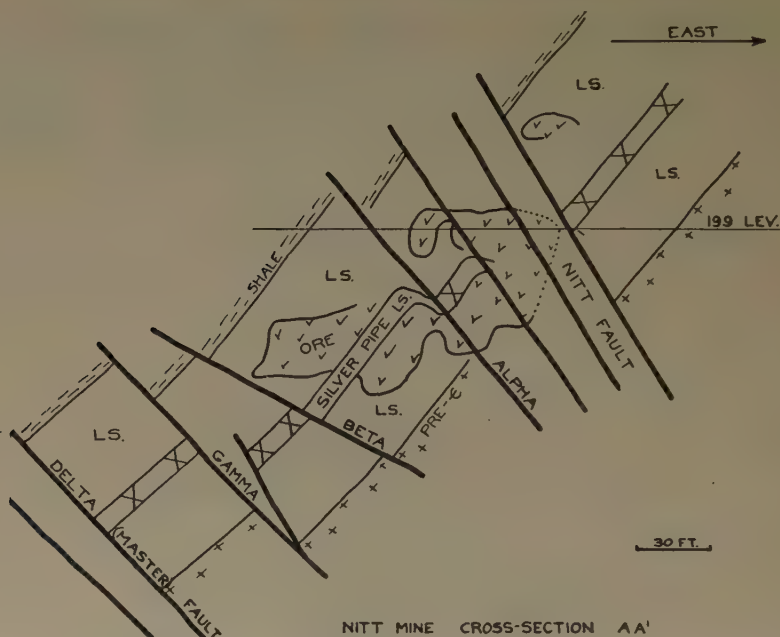 EAST
LS.
LS.
199 LEV.
NITT FAULT
SHALE
LS.
SILVER PIPE LS.
ORE
ALPHA
LS.
PRE-Є
BETA
LS.
GAMMA
DELTA
(MASTER) FAULT
30 FT.
NITT MINE CROSS-SECTION AA'